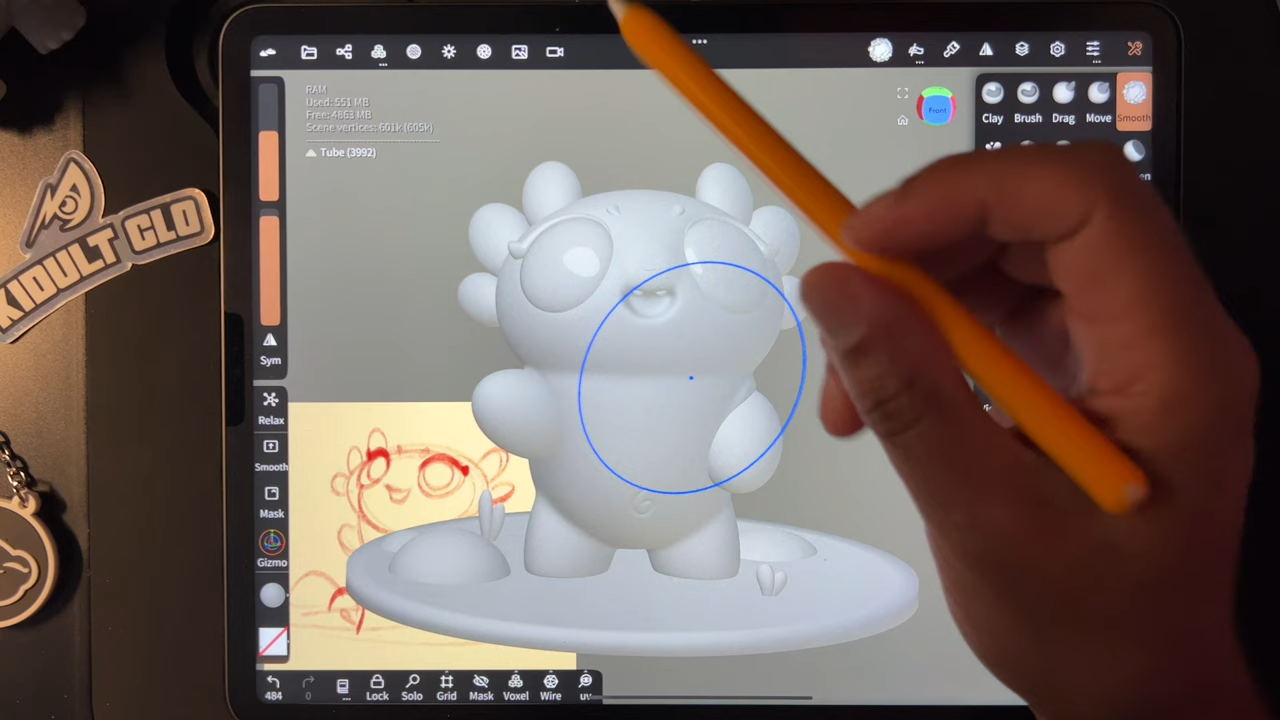 KIDULT CLO
RAM
Used: 551 MB
Free: 4863 MB
Scene vertices: 601k (605k)
Tube (3992)
Front
Clay
Brush
Drag
Move
Smooth
Sym
Relax
Smooth
Mask
Gizmo
484
0
Lock
Solo
Grid
Mask
Voxel
Wire
uv